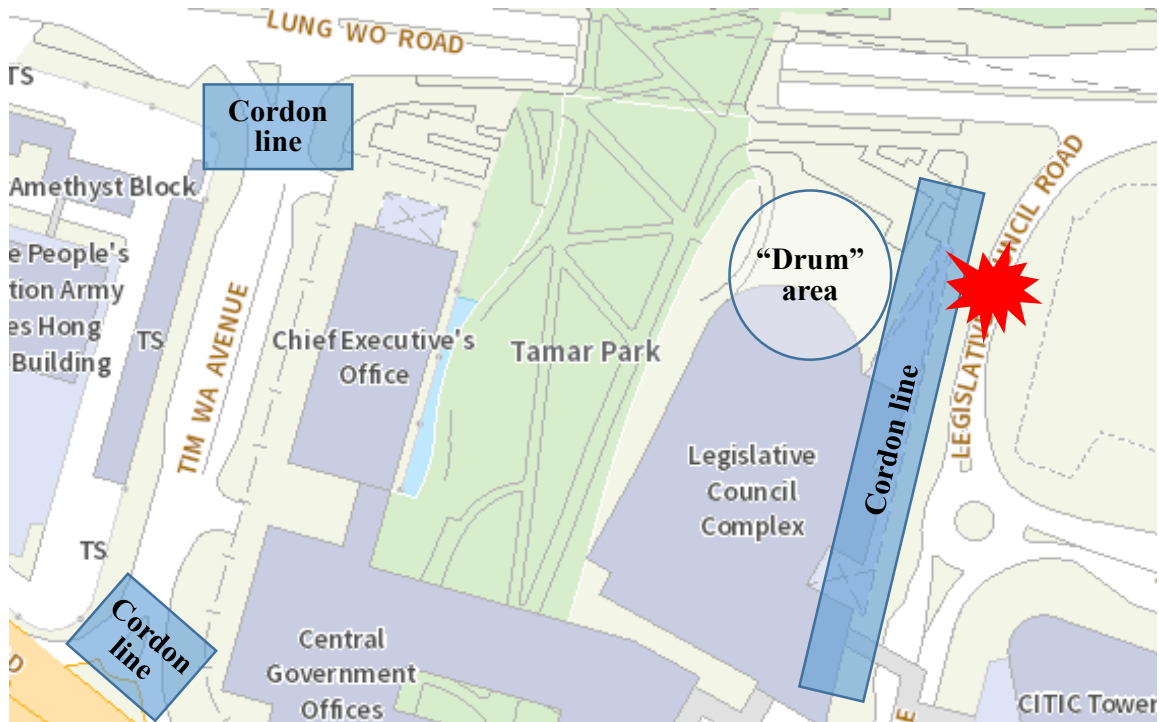 LUNG WO ROAD
TS
Cordon
line
Amethyst Block
e People's
tion Army
es Hong
Building
TS
TIM WA AVENUE
Chief Executive's
Office
Tamar Park
“Drum”
area
LEGISLATIV
UNCIL ROAD
Cordon line
Legislative
Council
Complex
TS
Cordon
line
D
Central
Government
Offices
E
CITIC Tower